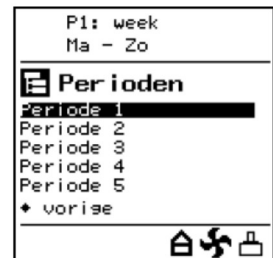 P1: week
Ma - Zo
Perioden
Periode 1
Periode 2
Periode 3
Periode 4
Periode 5
♦ vorige